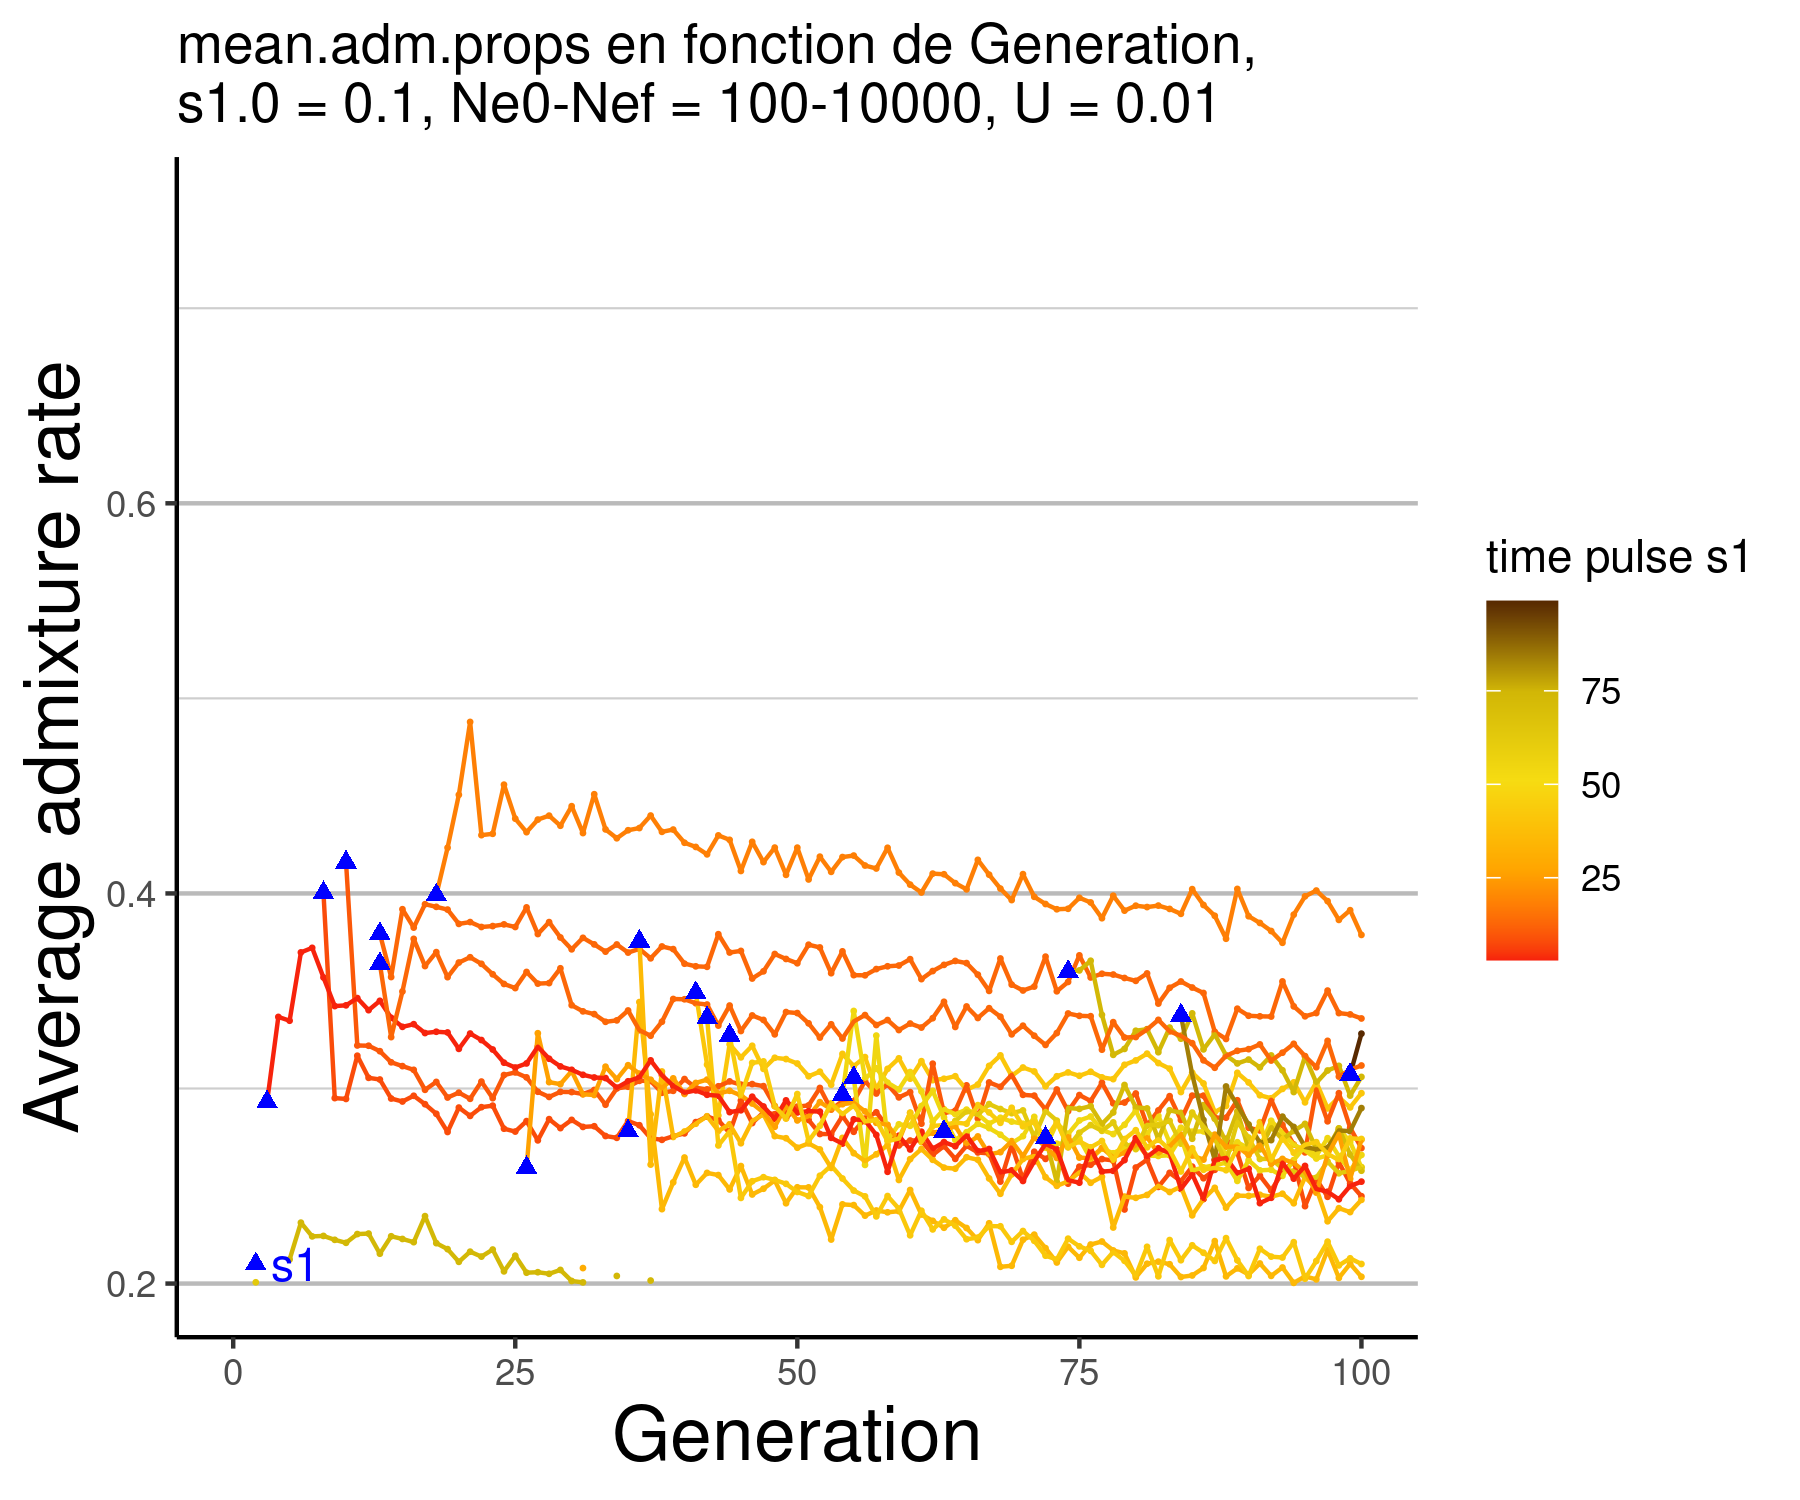 mean.adm.props en fonction de Generation,
s1.0 = 0.1, Ne0-Nef = 100-10000, U = 0.01
Average admixture rate
0.6
0.4
0.2
s1
0
25
50
75
100
Generation
time pulse s1
75
50
25